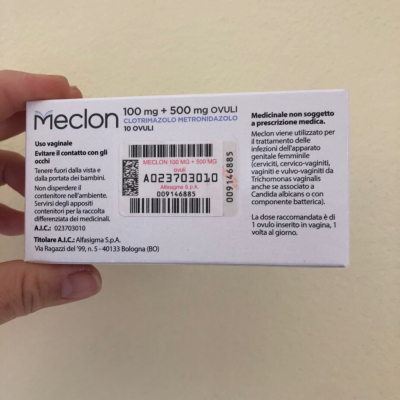 Meclon
100 mg + 500 mg OVULI
CLOTRIMAZOLO METRONIDAZOLO
10 OVULI
Uso vaginale
Evitare il contatto con gli
occhi
Tenere fuori dalla vista e
dalla portata dei bambini.
Non disperdere il
contenitore nell'ambiente.
Servirsi degli appositi
contenitori per la raccolta
differenziata dei medicinali.
A.I.C.: 023703010
Titolare A.I.C.: Alfasigma S.p.A.
Via Ragazzi del '99, n. 5 - 40133 Bologna (BO)
MECLON 100 MG + 500 MG
ovuli
A023703010
Alfasigma S.p.A.
009146885
009146885
Medicinale non soggetto
a prescrizione medica.
Meclon viene utilizzato per
il trattamento delle
infezioni dell'apparato
genitale femminile
(cerviciti, cervico-vaginiti,
vaginiti e vulvo-vaginiti da
Trichomonas vaginalis
anche se associato a
Candida albicans o con
componente batterica).
La dose raccomandata è di
1 ovulo inserito in vagina, 1
volta al giorno.